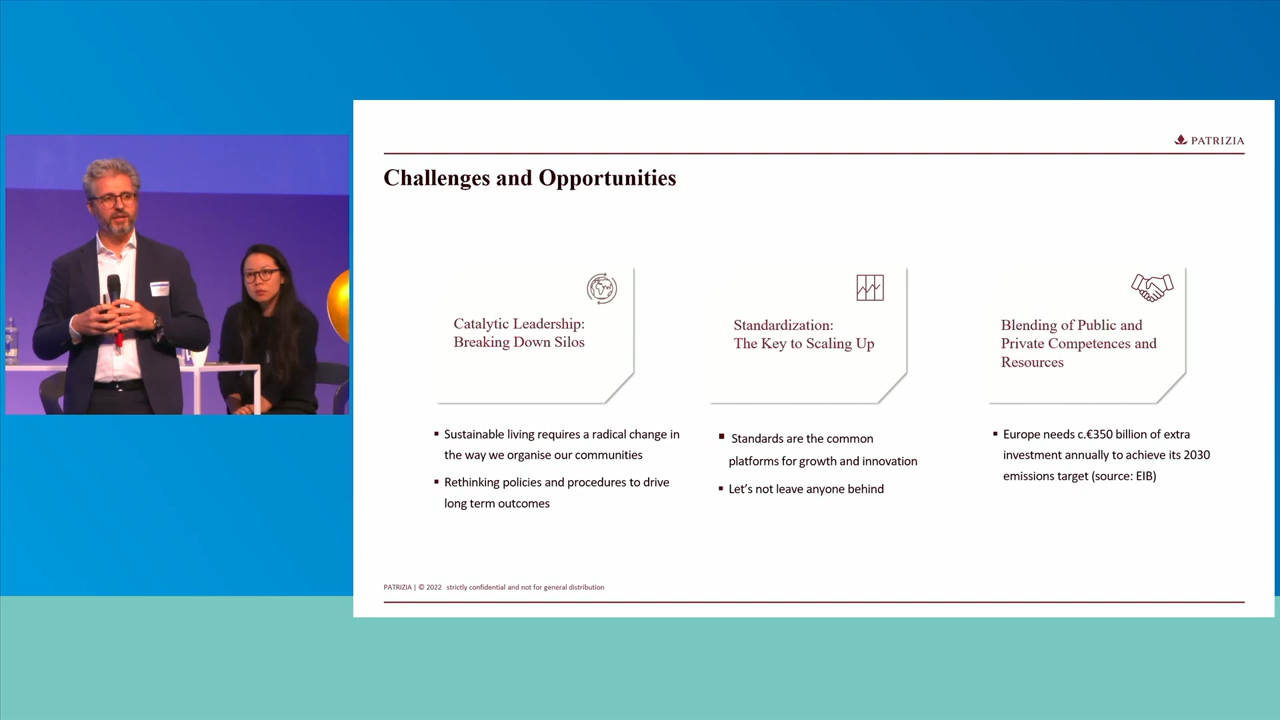 PATRIZIA
Challenges and Opportunities
Catalytic Leadership:
Breaking Down Silos
Sustainable living requires a radical change in
the way we organise our communities
Rethinking policies and procedures to drive
long term outcomes
Standardization:
The Key to Scaling Up
Standards are the common
platforms for growth and innovation
Let's not leave anyone behind
Blending of Public and
Private Competences and
Resources
Europe needs c.€350 billion of extra
investment annually to achieve its 2030
emissions target (source: EIB)
PATRIZIA | © 2022 strictly confidential and not for general distribution